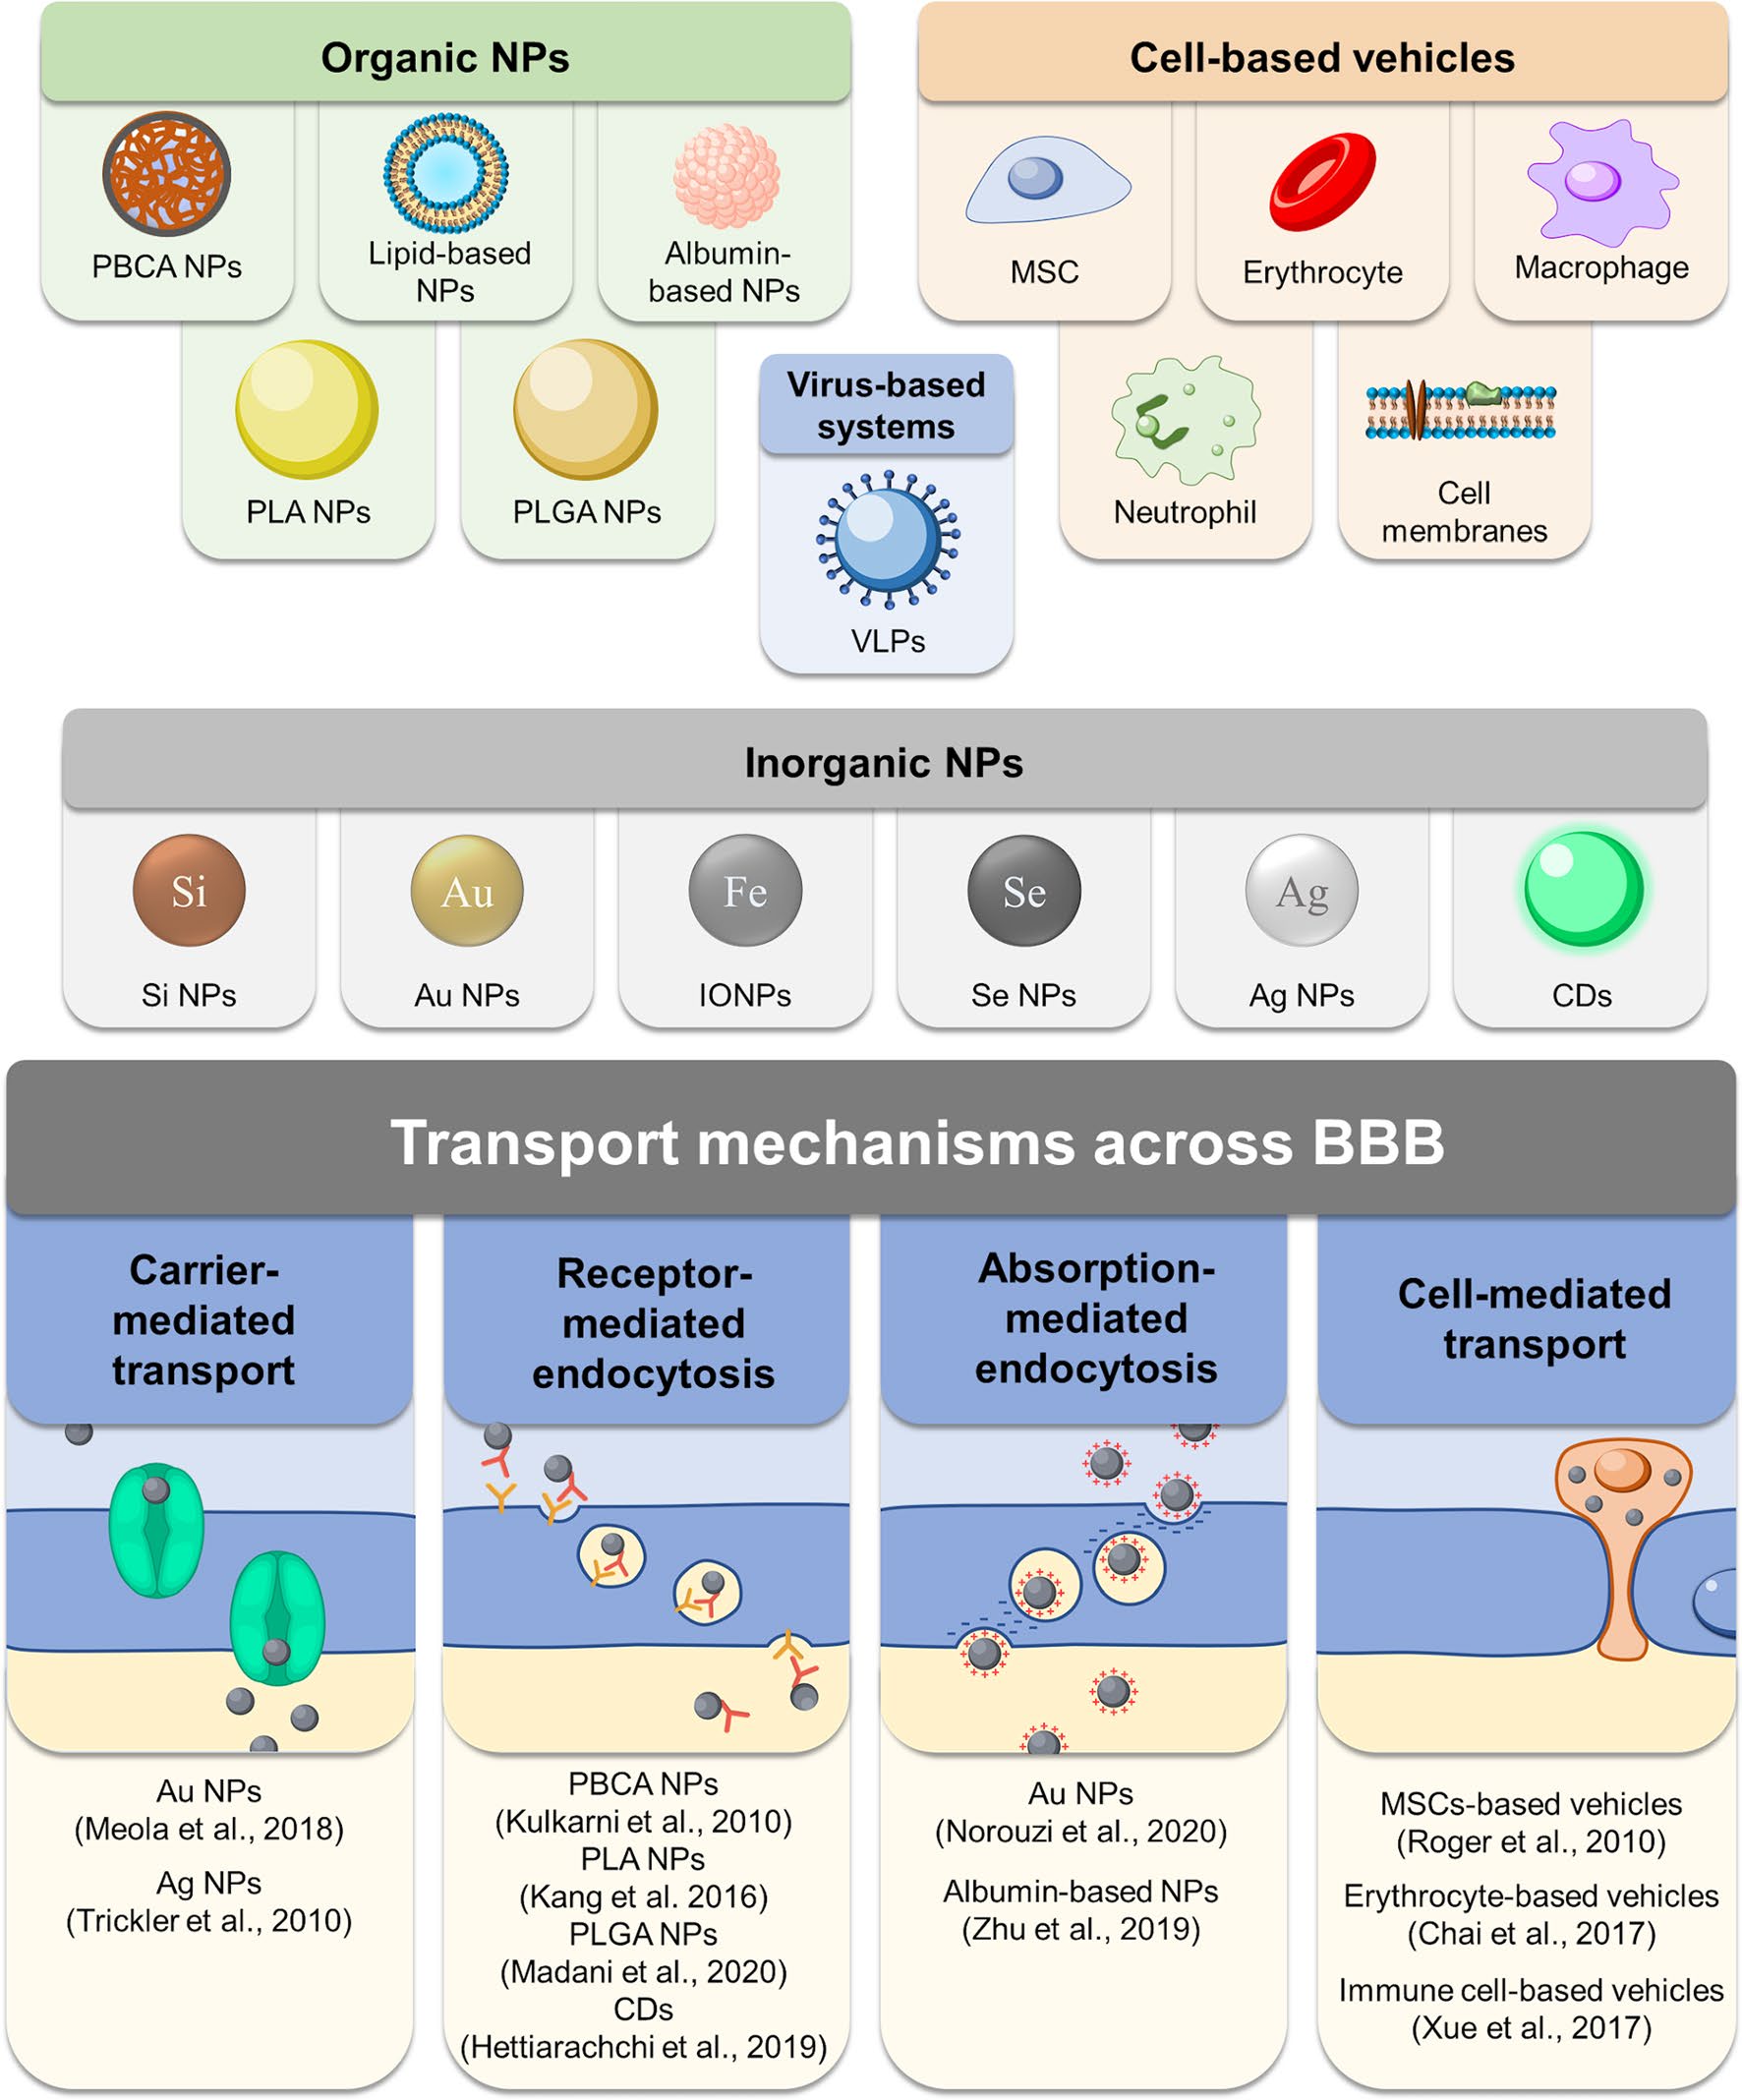 Organic NPs
PBCA NPs
Lipid-based
NPs
Albumin-
based NPs
PLA NPs
PLGA NPs
Cell-based vehicles
MSC
Erythrocyte
Macrophage
Neutrophil
Cell
membranes
Virus-based
systems
VLPs
Inorganic NPs
Si
Au
Fe
Se
Ag
Si NPs
Au NPs
IONPs
Se NPs
Ag NPs
CDs
Transport mechanisms across BBB
Carrier-
mediated
transport
Au NPs
(Meola et al., 2018)
Ag NPs
(Trickler et al., 2010)
Receptor-
mediated
endocytosis
PBCA NPs
(Kulkarni et al., 2010)
PLA NPs
(Kang et al. 2016)
PLGA NPs
(Madani et al., 2020)
CDs
(Hettiarachchi et al., 2019)
Absorption-
mediated
endocytosis
Au NPs
(Norouzi et al., 2020)
Albumin-based NPs
(Zhu et al., 2019)
Cell-mediated
transport
MSCs-based vehicles
(Roger et al., 2010)
Erythrocyte-based vehicles
(Chai et al., 2017)
Immune cell-based vehicles
(Xue et al., 2017)